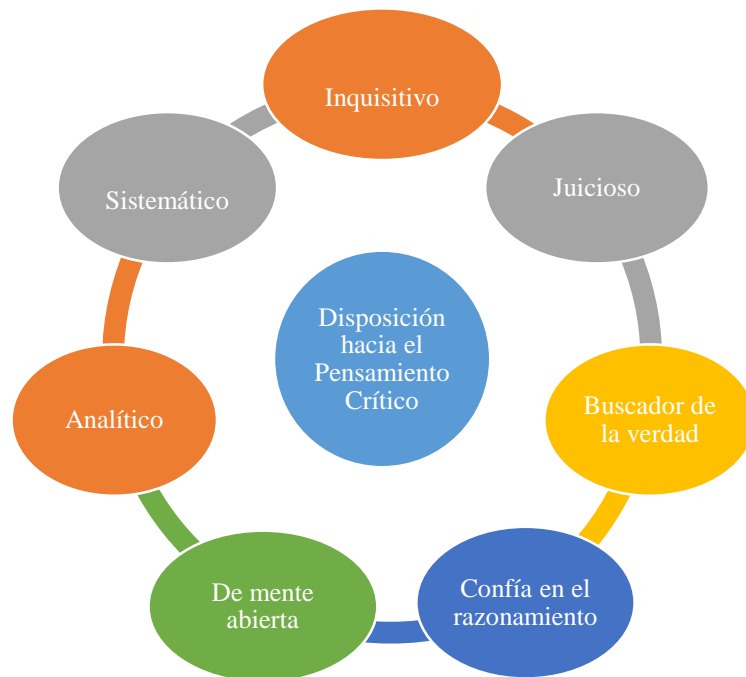 Inquisitivo
Juicioso
Buscador de
la verdad
Confía en el
razonamiento
De mente
abierta
Analítico
Sistemático
Disposición
hacia el
Pensamiento
Crítico